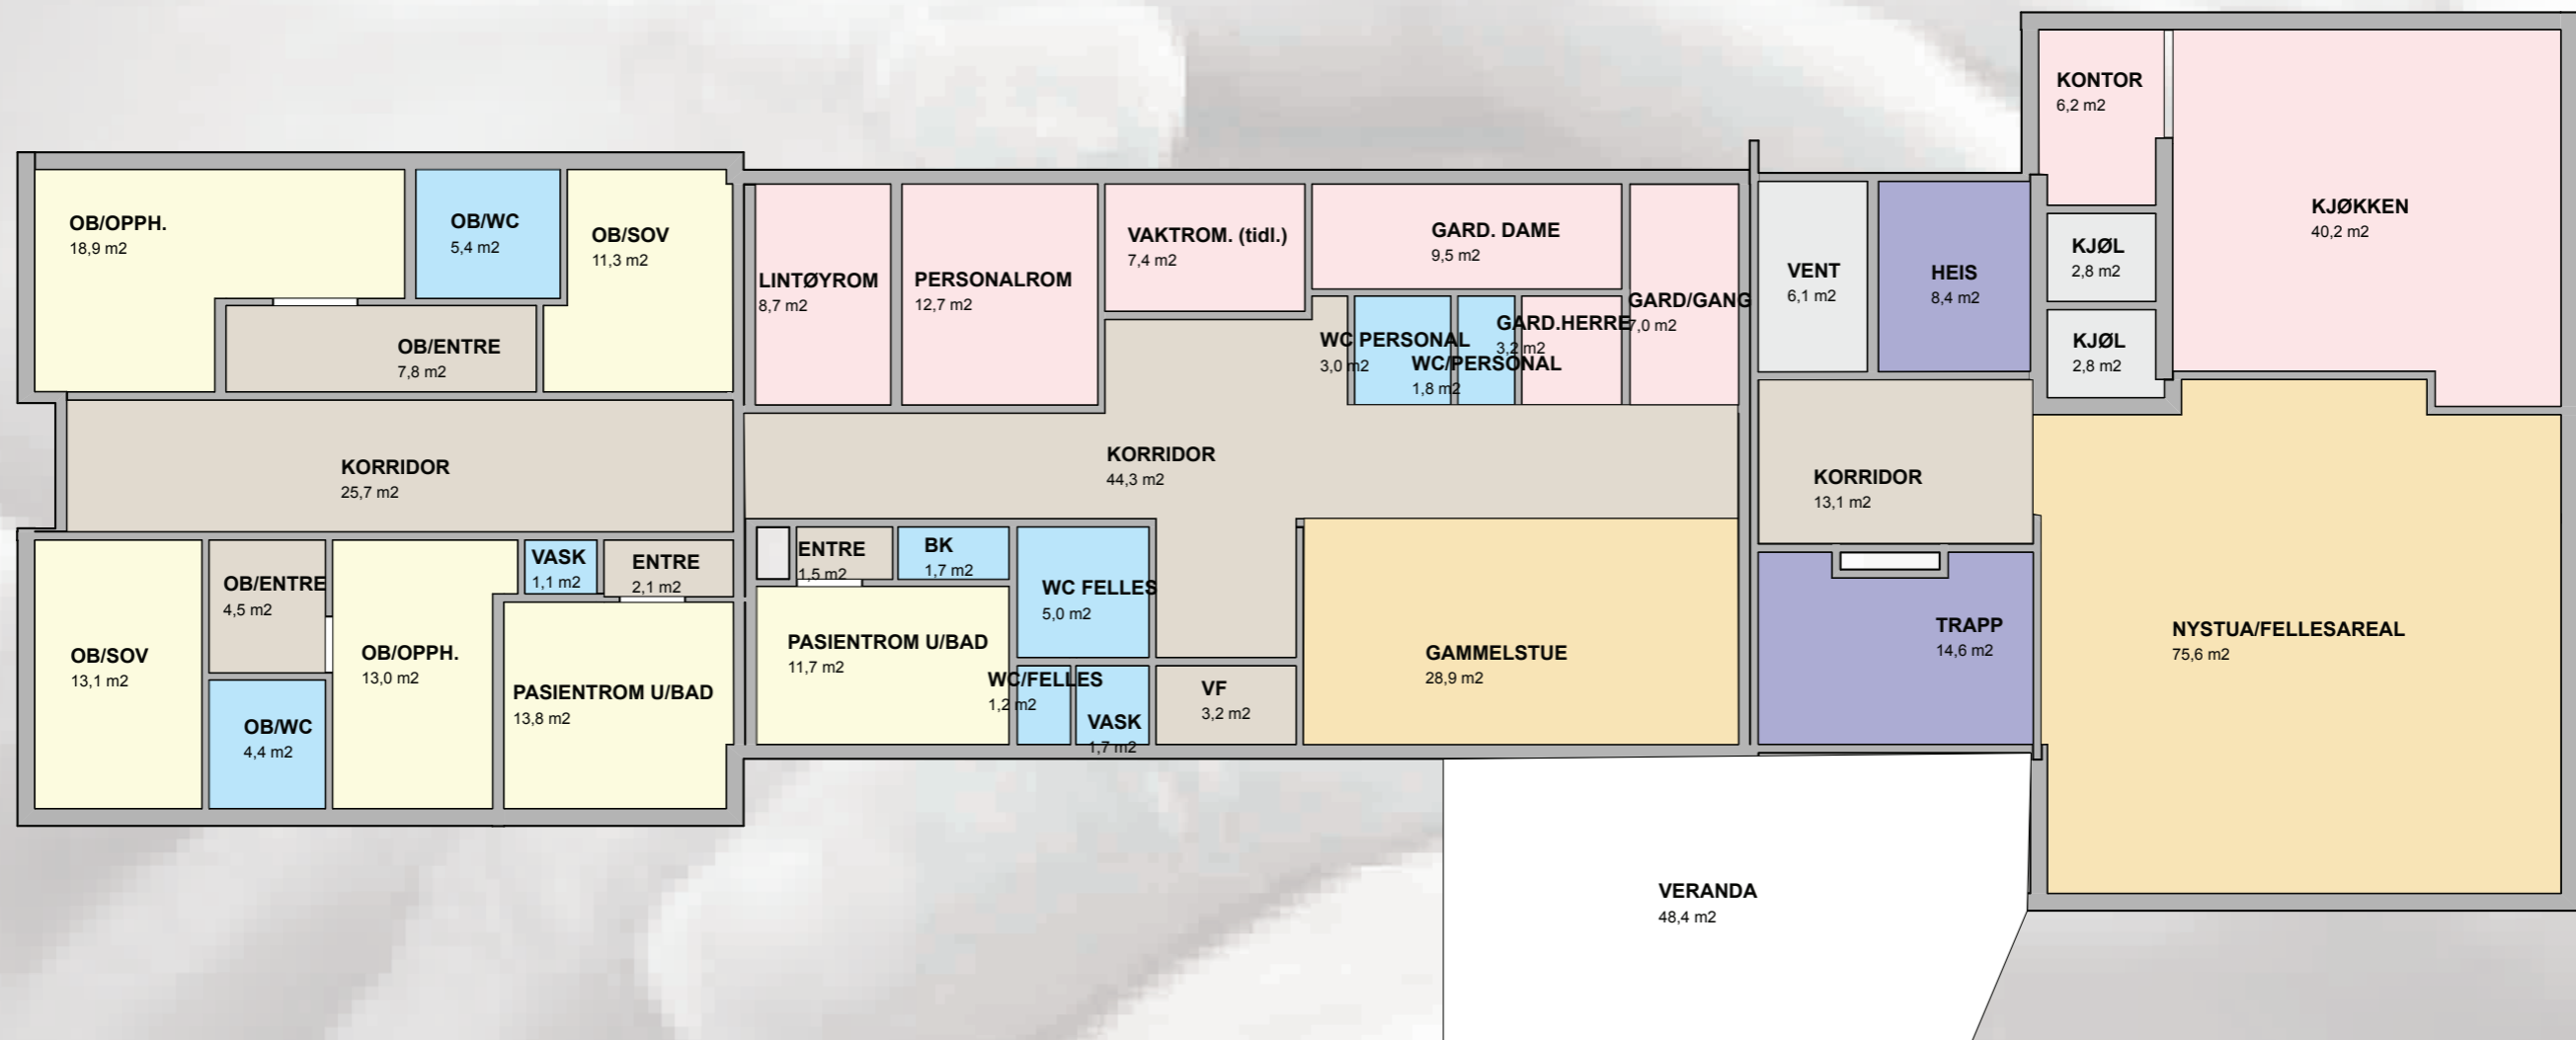 KONTOR
6,2 m2
KJØKKEN
40,2 m2
OB/OPPH.
18,9 m2
OB/WC
5,4 m2
OB/SOV
11,3 m2
LINTØYROM
8,7 m2
PERSONALROM
12,7 m2
VAKTROM. (tidl.)
7,4 m2
GARD. DAME
9,5 m2
GARD/GANG
7,0 m2
VENT
6,1 m2
HEIS
8,4 m2
KJØL
2,8 m2
KJØL
2,8 m2
OB/ENTRE
7,8 m2
WC PERSONAL
3,0 m2
WC/PERSONAL
1,8 m2
GARD.HERRE
3,2 m2
KORRIDOR
25,7 m2
KORRIDOR
44,3 m2
KORRIDOR
13,1 m2
OB/SOV
13,1 m2
OB/ENTRE
4,5 m2
OB/WC
4,4 m2
OB/OPPH.
13,0 m2
VASK
1,1 m2
ENTRE
2,1 m2
PASIENTROM U/BAD
13,8 m2
ENTRE
1,5 m2
BK
1,7 m2
WC FELLES
5,0 m2
PASIENTROM U/BAD
11,7 m2
WC/FELLES
1,2 m2
VASK
1,7 m2
VF
3,2 m2
GAMMELSTUE
28,9 m2
TRAPP
14,6 m2
NYSTUA/FELLESAREAL
75,6 m2
VERANDA
48,4 m2